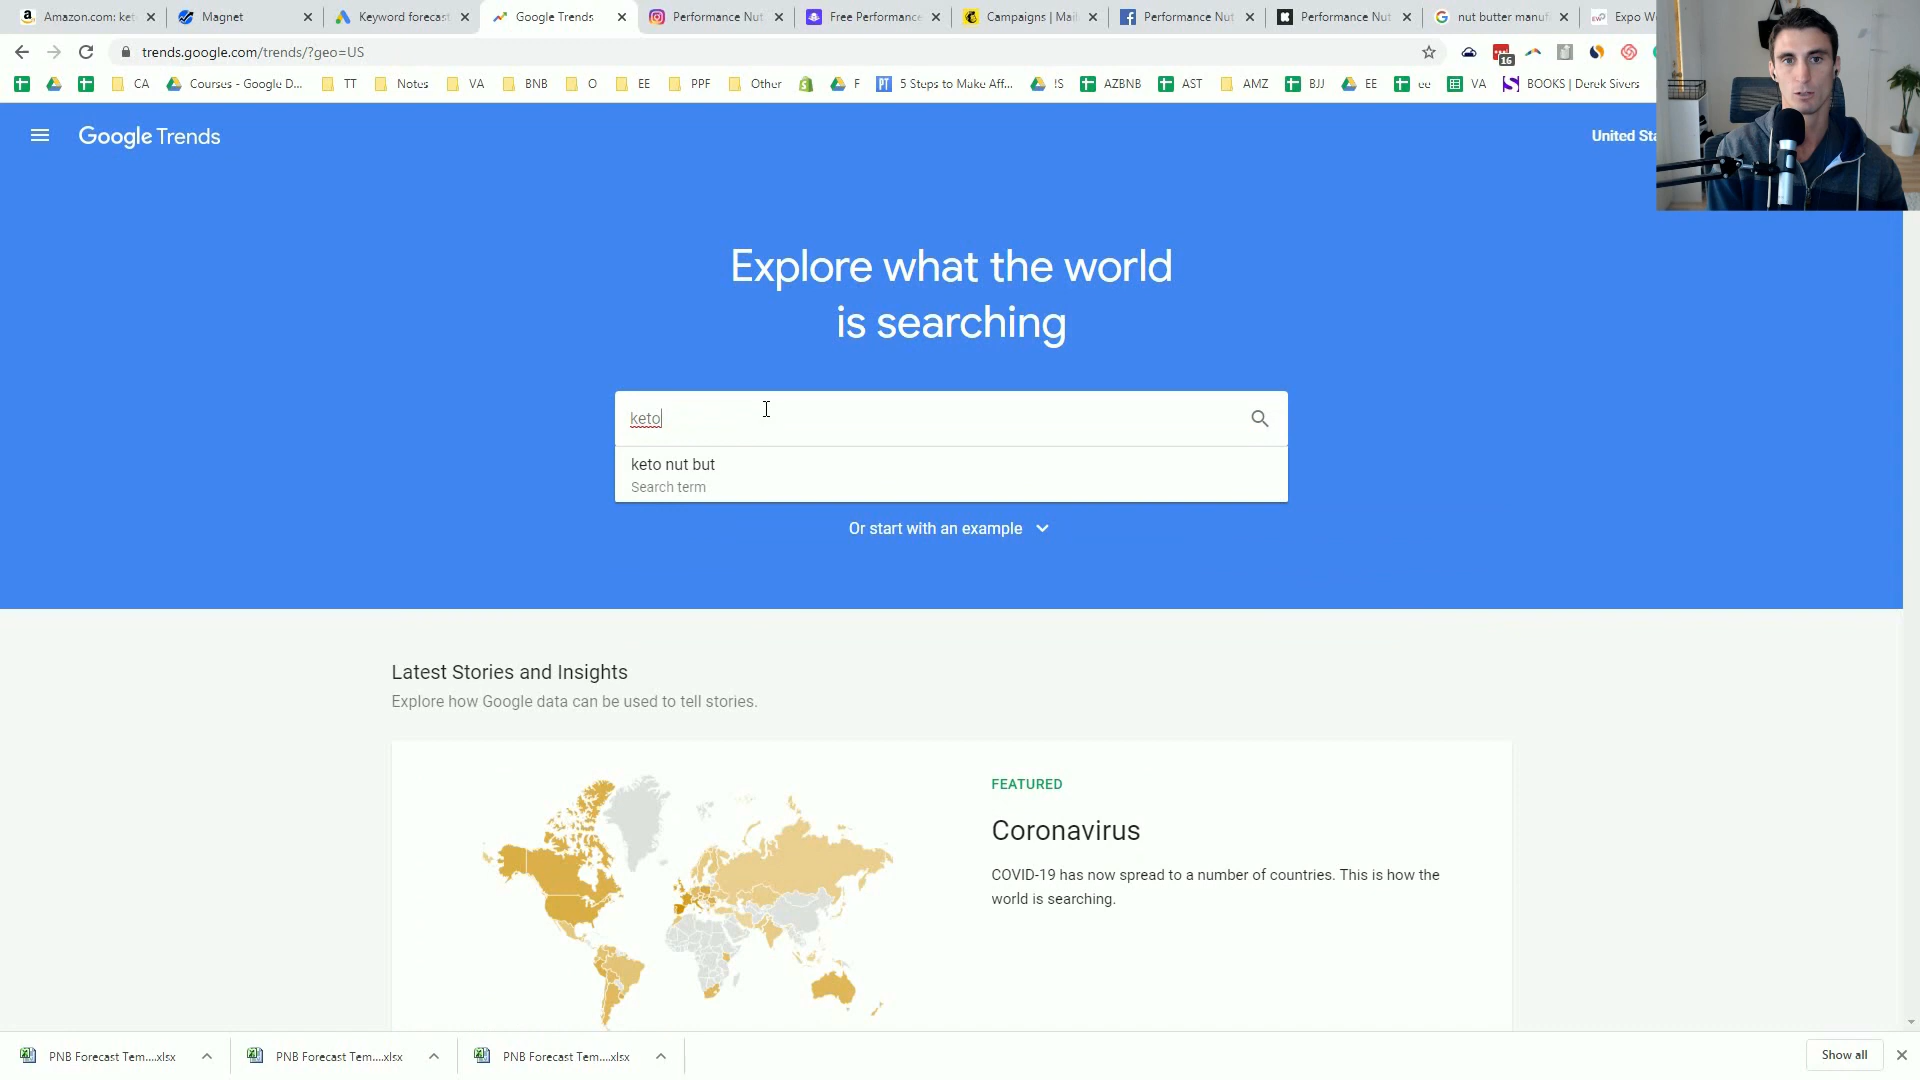 Amazon.com: ket
Magnet
Keyword forecast
Google Trends
Performance Nut
Free Performance
Campaigns | Mail
Performance Nut
Performance Nut
nut butter manuf
Expo W
trends.google.com/trends/?geo=US
16
CA
Courses - Google D...
TT
Notes
VA
BNB
O
EE
PPF
Other
F
PT
5 Steps to Make Aff...
!S
AZBNB
AST
AMZ
BJJ
EE
ee
VA
BOOKS | Derek Sivers
Google Trends
United Sta
Explore what the world
is searching
keto
keto nut but
Search term
Or start with an example
Latest Stories and Insights
Explore how Google data can be used to tell stories.
FEATURED
Coronavirus
COVID-19 has now spread to a number of countries. This is how the
world is searching.
PNB Forecast Tem....xlsx
PNB Forecast Tem....xlsx
PNB Forecast Tem....xlsx
Show all